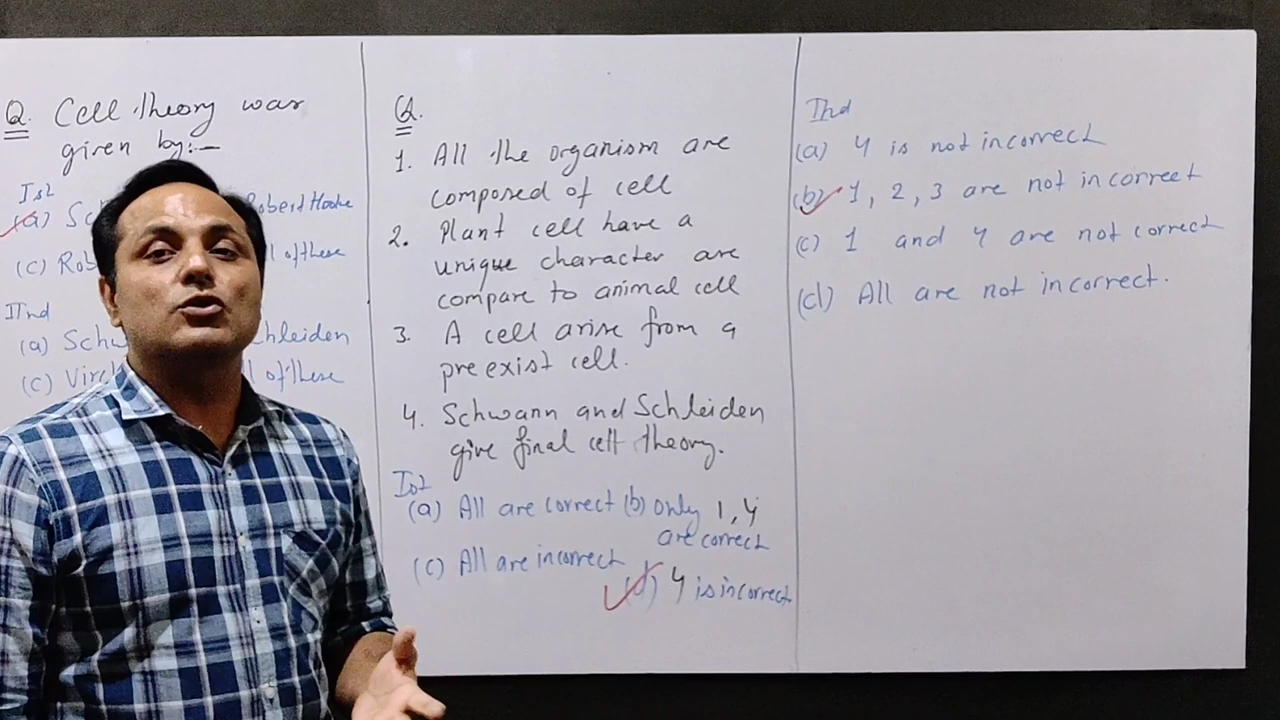 Q. Cell theory was
given by:-
Ist
(a) Sc Robert Hooke
(c) Rob ll of these
IInd
(a) Schw chleiden
(c) Virch l of these
Q.
1. All the organism are
composed of cell
2. Plant cell have a
unique character are
compare to animal cell
3. A cell arise from a
preexist cell.
4. Schwann and Schleiden
give final cell theory.
Ist
(a) All are correct (b) only 1, 4
are correct
(c) All are incorrect
(d) 4 is incorrect
IInd
(a) 4 is not incorrect
(b) 1, 2, 3 are not incorrect
(c) 1 and 4 are not correct
(d) All are not incorrect.